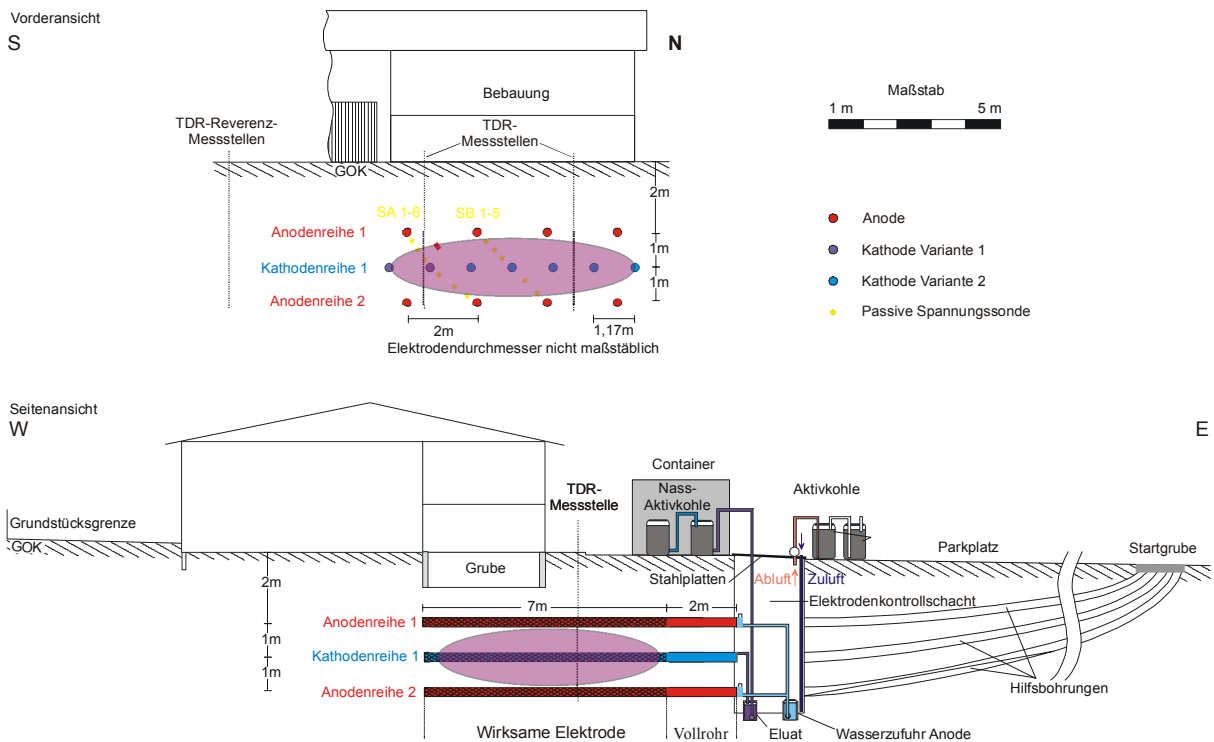 Vorderansicht
S
N
Bebauung
Maßstab
1 m
5 m
TDR-Reverenz-
Messstellen
TDR-
Messstellen
GOK
2m
SA 1-6
SB 1-5
Anodenreihe 1
1m
Kathodenreihe 1
1m
Anodenreihe 2
2m
1,17m
Elektrodendurchmesser nicht maßstäblich
Anode
Kathode Variante 1
Kathode Variante 2
Passive Spannungssonde
Seitenansicht
W
E
Container
Nass-
Aktivkohle
Aktivkohle
TDR-
Messstelle
Grundstücksgrenze
GOK
Parkplatz
Startgrube
Grube
Stahlplatten
Abluft
Zuluft
2m
Elektrodenkontrollschacht
7m
2m
Anodenreihe 1
1m
Kathodenreihe 1
1m
Anodenreihe 2
Hilfsbohrungen
Wirksame Elektrode
Vollrohr
Eluat
Wasserzufuhr Anode